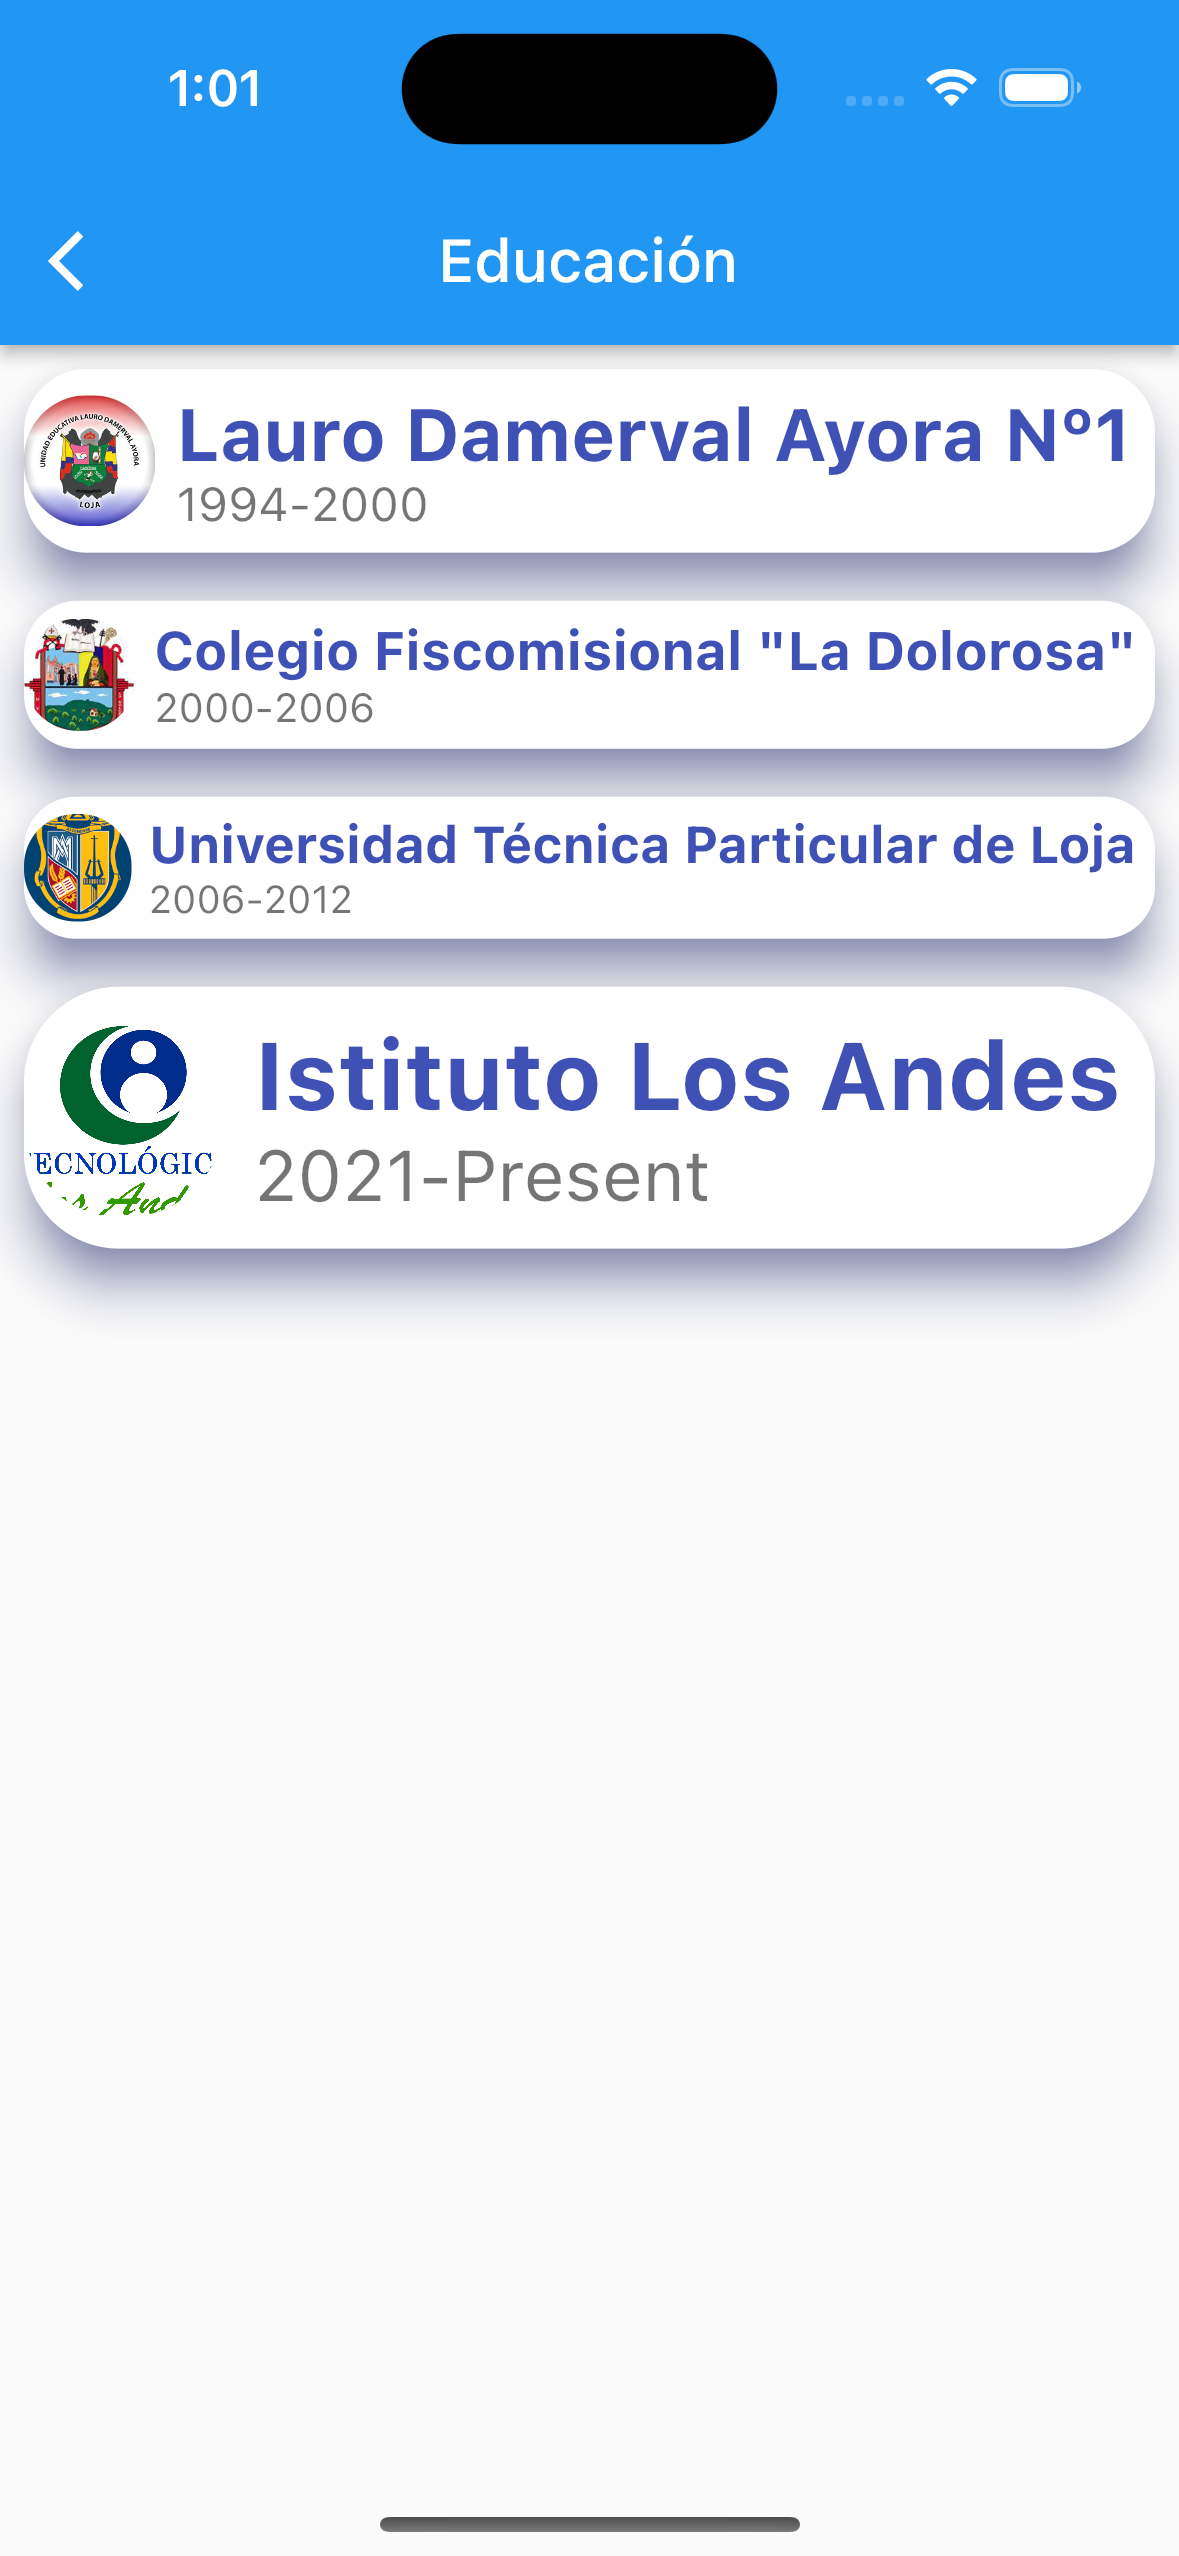 1:01
Educación
UNIDAD EDUCATIVA LAURO DAMERVAL AYORA
LOJA
Lauro Damerval Ayora Nº1
1994-2000
Colegio Fiscomisional "La Dolorosa"
2000-2006
Universidad Técnica Particular de Loja
2006-2012
Istituto Los Andes
2021-Present
ECNOLÓGIC
And